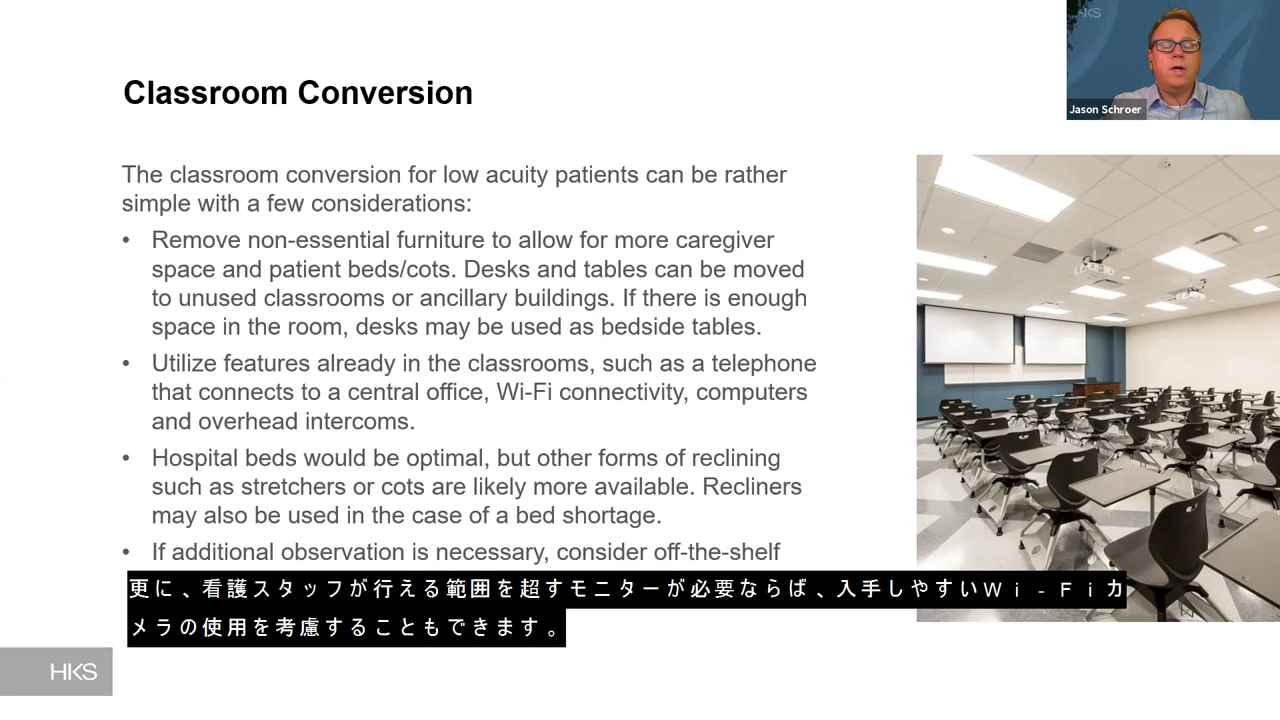 HKS
Jason Schroer
Classroom Conversion
The classroom conversion for low acuity patients can be rather
simple with a few considerations:
• Remove non-essential furniture to allow for more caregiver
space and patient beds/cots. Desks and tables can be moved
to unused classrooms or ancillary buildings. If there is enough
space in the room, desks may be used as bedside tables.
• Utilize features already in the classrooms, such as a telephone
that connects to a central office, Wi-Fi connectivity, computers
and overhead intercoms.
• Hospital beds would be optimal, but other forms of reclining
such as stretchers or cots are likely more available. Recliners
may also be used in the case of a bed shortage.
• If additional observation is necessary, consider off-the-shelf
更に、看護スタッフが行える範囲を超すモニターが必要ならば、入手しやすいWi-Fiカ
メラの使用を考慮することもできます。
HKS